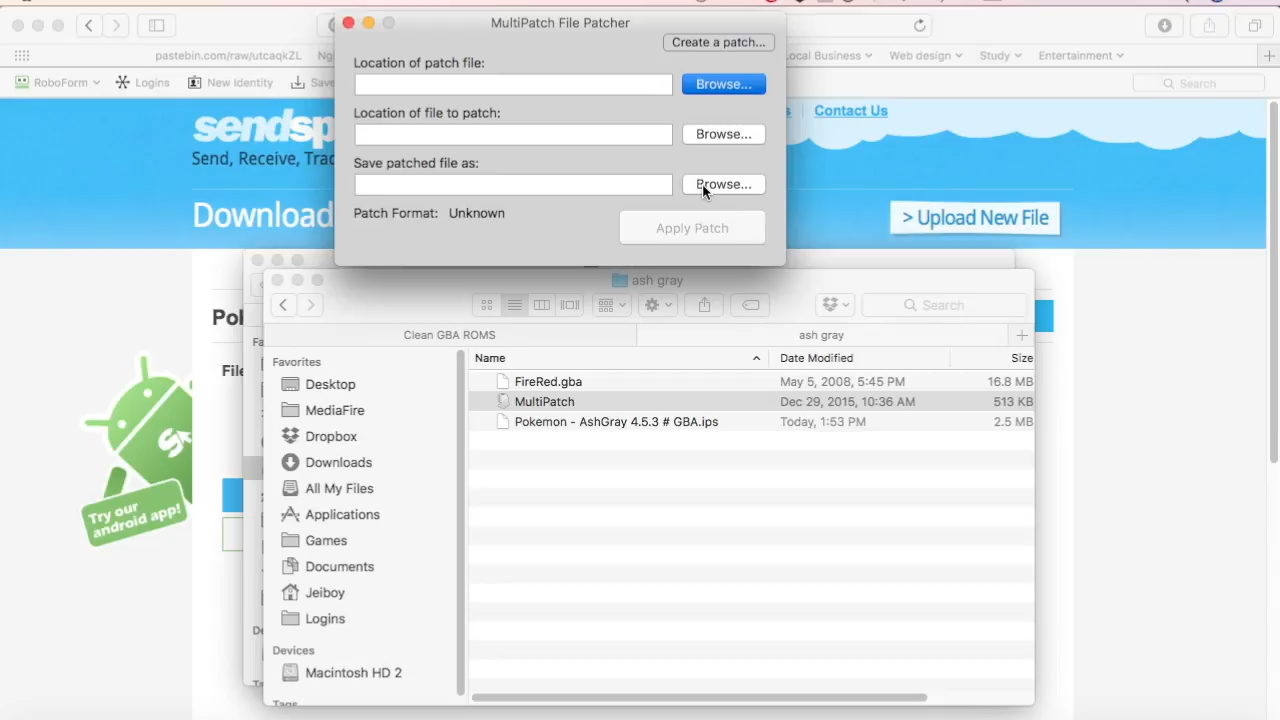 MultiPatch File Patcher
Create a patch...
Location of patch file:
Browse...
Location of file to patch:
Browse...
Save patched file as:
Browse...
Patch Format: Unknown
Apply Patch
pastebin.com/raw/utcaqkZL
Business
Web design
Study
Entertainment
RoboForm
Logins
New Identity
Search
sendsp
Contact Us
Send, Receive,
Download
> Upload New File
Try our
android app!
ash gray
Search
Clean GBA ROMS
ash gray
Favorites
Desktop
MediaFire
Dropbox
Downloads
All My Files
Applications
Games
Documents
Jeiboy
Logins
Devices
Macintosh HD 2
Name
Date Modified
Size
FireRed.gba
May 5, 2008, 5:45 PM
16.8 MB
MultiPatch
Dec 29, 2015, 10:36 AM
513 KB
Pokemon - AshGray 4.5.3 # GBA.ips
Today, 1:53 PM
2.5 MB